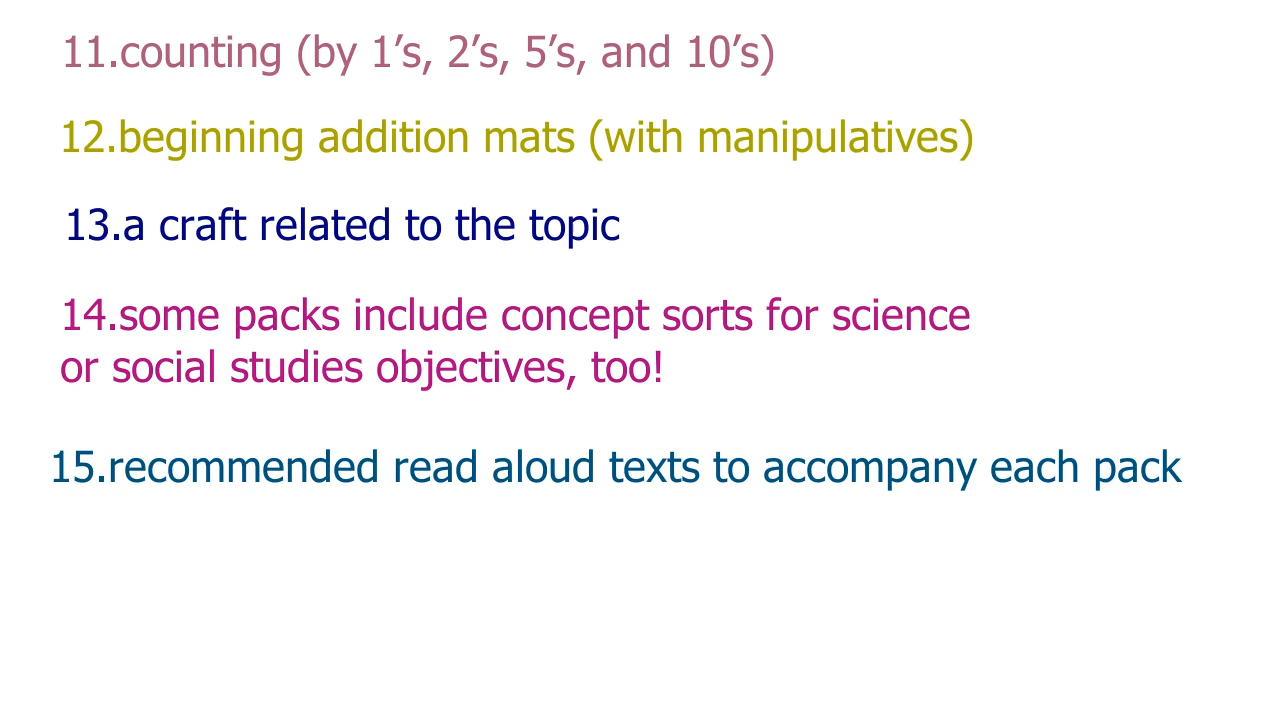 11.counting (by 1’s, 2’s, 5’s, and 10’s)
12.beginning addition mats (with manipulatives)
13.a craft related to the topic
14.some packs include concept sorts for science
or social studies objectives, too!
15.recommended read aloud texts to accompany each pack